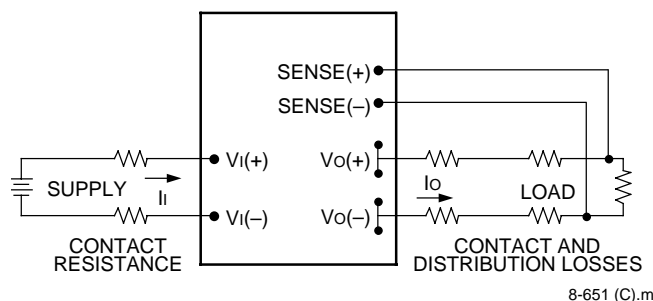 SENSE(+)
SENSE(–)
VI(+)
VO(+)
SUPPLY
II
IO
LOAD
VI(–)
VO(–)
CONTACT
RESISTANCE
CONTACT AND
DISTRIBUTION LOSSES
8-651 (C).m